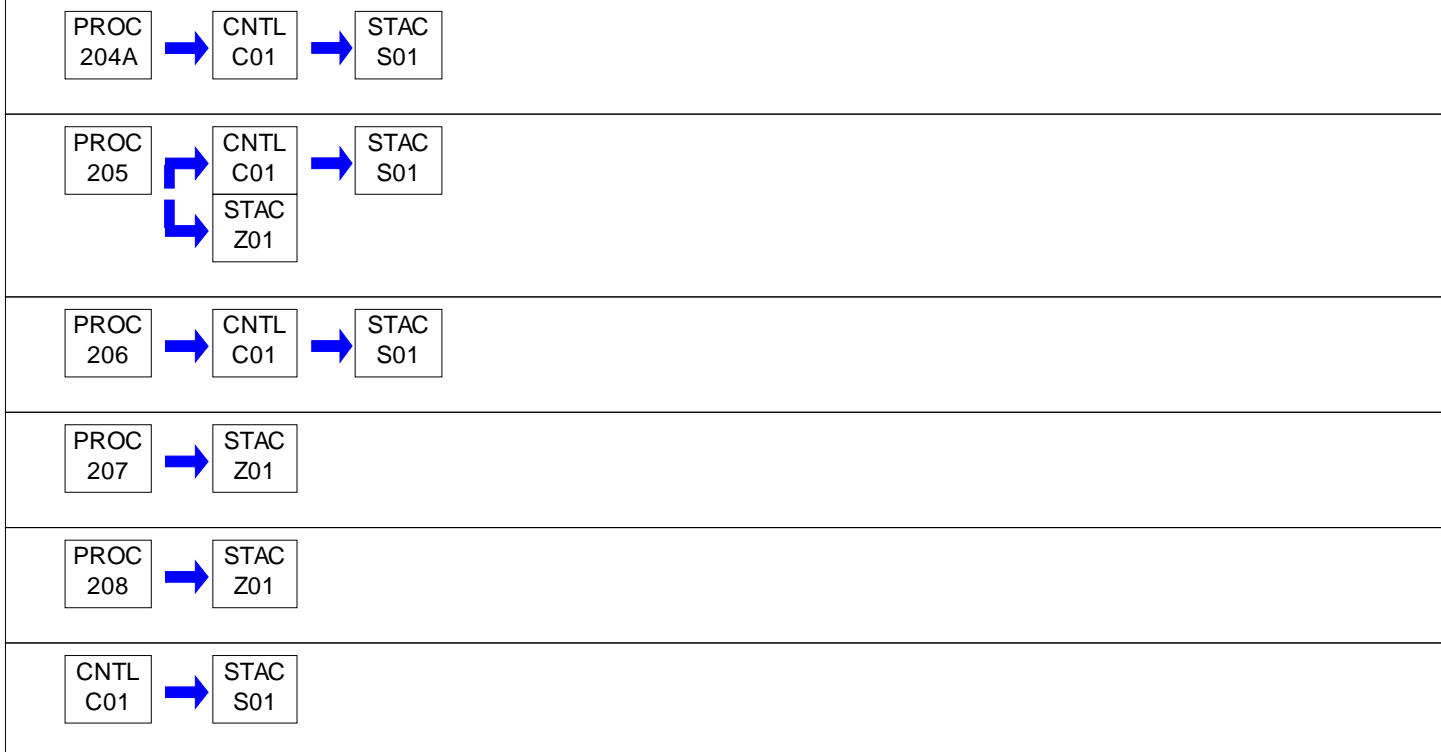 PROC
204A
CNTL
C01
STAC
S01
PROC
205
CNTL
C01
STAC
S01
STAC
Z01
PROC
206
CNTL
C01
STAC
S01
PROC
207
STAC
Z01
PROC
208
STAC
Z01
CNTL
C01
STAC
S01